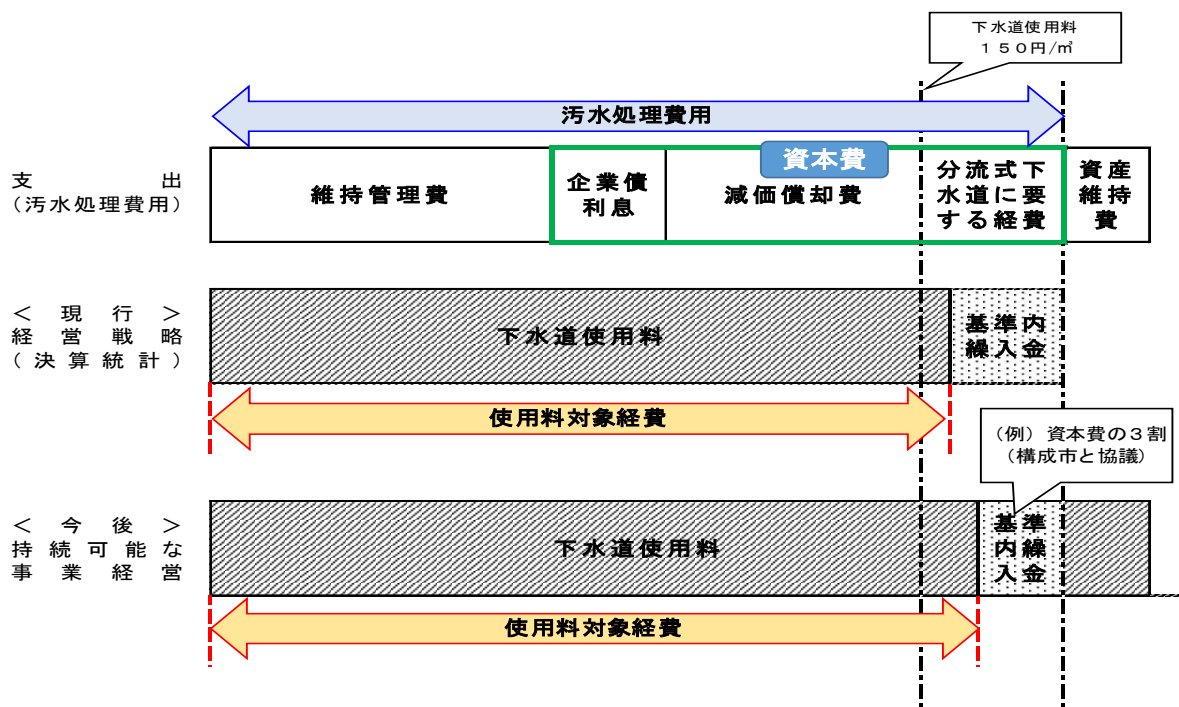 下水道使用料
１５０円/㎥
汚水処理費用
資本費
支出
（汚水処理費用）
維持管理費
企業債
利息
減価償却費
分流式下
水道に要
する経費
資産
維持
費
＜現行＞
経営戦略
（決算統計）
下水道使用料
基準内
繰入金
使用料対象経費
（例）資本費の３割
（構成市と協議）
＜今後＞
持続可能な
事業経営
下水道使用料
基準
内繰
入金
使用料対象経費